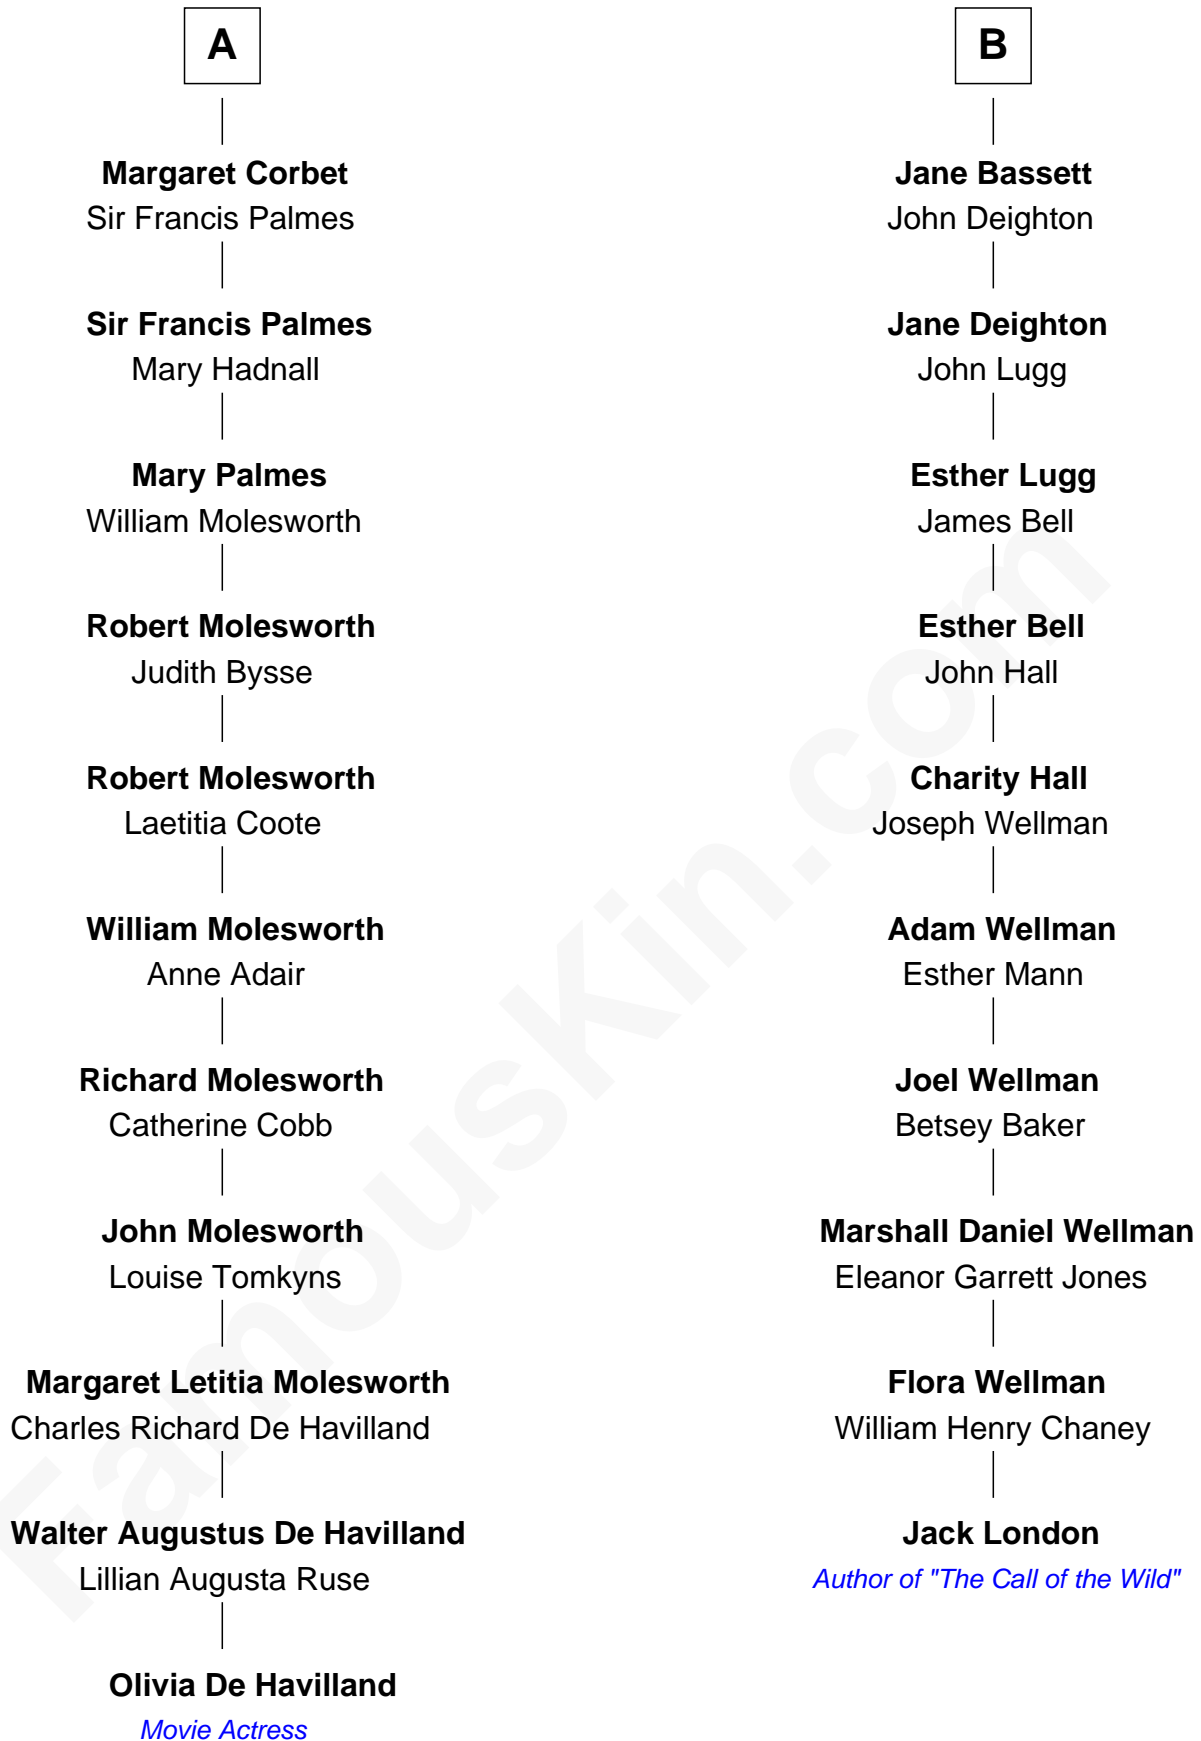 A
Margaret Corbet
Sir Francis Palmes
Sir Francis Palmes
Mary Hadnall
Mary Palmes
William Molesworth
Robert Molesworth
Judith Bysse
Robert Molesworth
Laetitia Coote
William Molesworth
Anne Adair
Richard Molesworth
Catherine Cobb
John Molesworth
Louise Tomkyns
Margaret Letitia Molesworth
Charles Richard De Havilland
Walter Augustus De Havilland
Lillian Augusta Ruse
Olivia De Havilland
Movie Actress
B
Jane Bassett
John Deighton
Jane Deighton
John Lugg
Esther Lugg
James Bell
Esther Bell
John Hall
Charity Hall
Joseph Wellman
Adam Wellman
Esther Mann
Joel Wellman
Betsey Baker
Marshall Daniel Wellman
Eleanor Garrett Jones
Flora Wellman
William Henry Chaney
Jack London
Author of "The Call of the Wild"
FamousKin.com